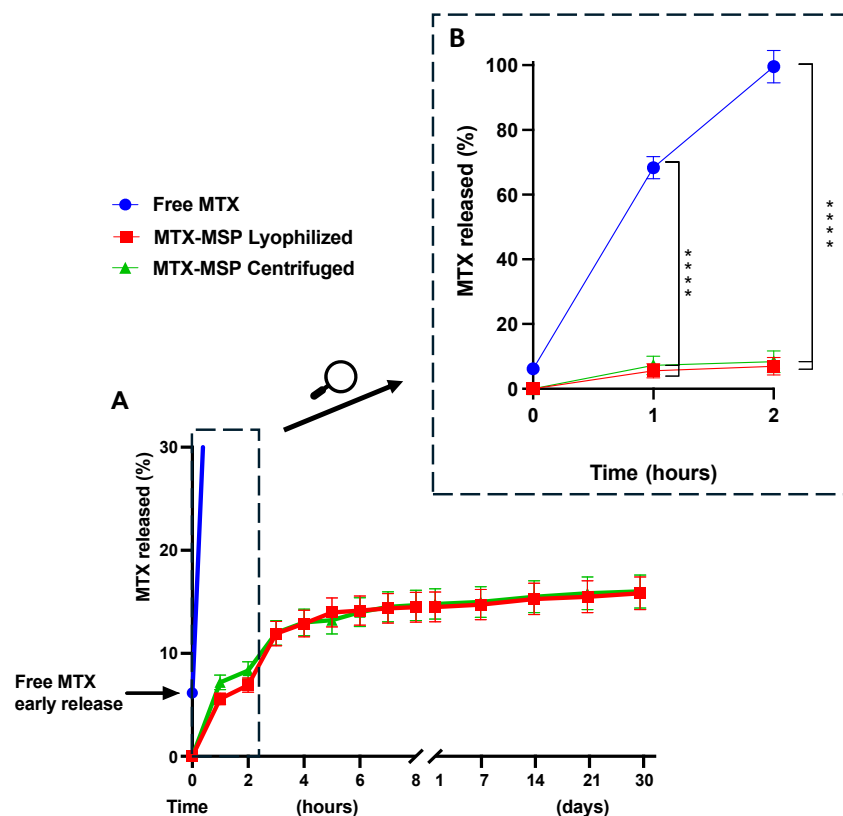 B
MTX released (%)
100
80
60
40
20
0
0 1 2
Time (hours)
****
****
Free MTX
MTX-MSP Lyophilized
MTX-MSP Centrifuged
A
MTX released (%)
30
20
10
0
Free MTX
early release
0 2 4 6 8 1 7 14 21 30
Time (hours) (days)